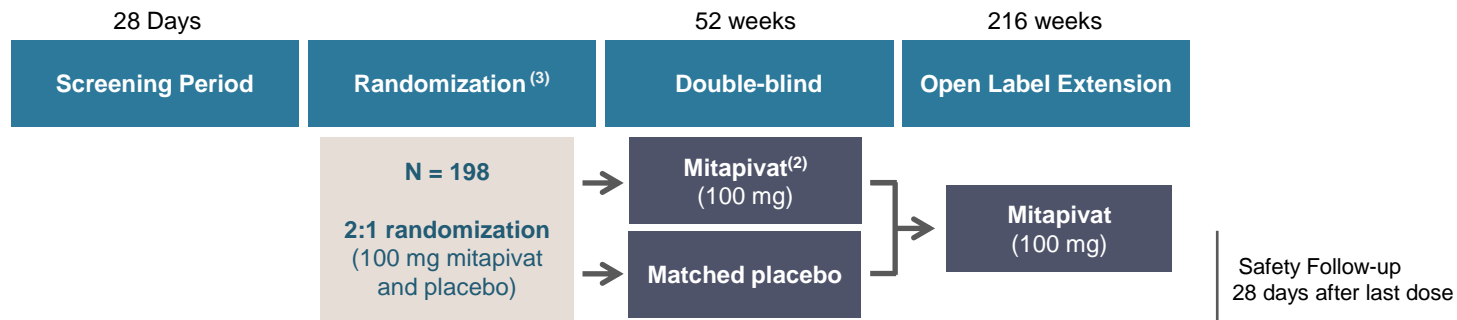 28 Days
52 weeks
216 weeks
Screening Period
Randomization (3)
Double-blind
Open Label Extension
N = 198
2:1 randomization
(100 mg mitapivat
and placebo)
Mitapivat(2)
(100 mg)
Matched placebo
Mitapivat
(100 mg)
Safety Follow-up
28 days after last dose